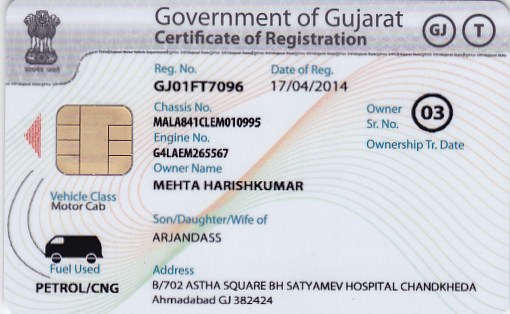 Government of Gujarat
Certificate of Registration
GJ T
Reg. No. Date of Reg.
GJ01FT7096 17/04/2014
Chassis No.
MALA841CLEM010995
Engine No.
G4LAEM265567
Owner Sr. No. 03
Ownership Tr. Date
Owner Name
MEHTA HARISHKUMAR
Vehicle Class
Motor Cab
Son/Daughter/Wife of
ARJANDASS
Fuel Used
PETROL/CNG
Address
B/702 ASTHA SQUARE BH SATYAMEV HOSPITAL CHANDKHEDA
Ahmadabad GJ 382424